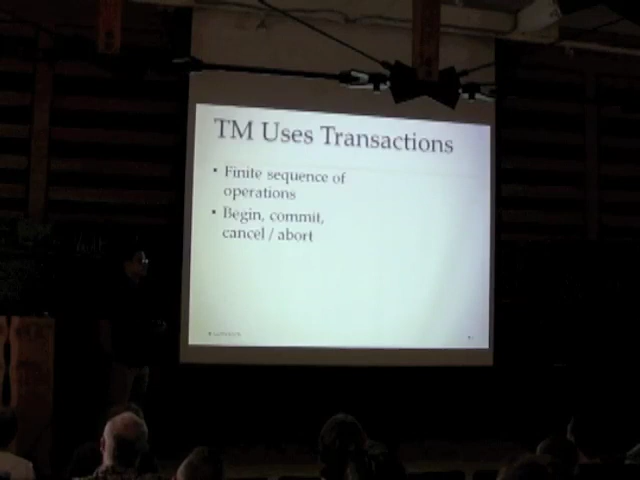 TM Uses Transactions
• Finite sequence of
operations
• Begin, commit,
cancel / abort